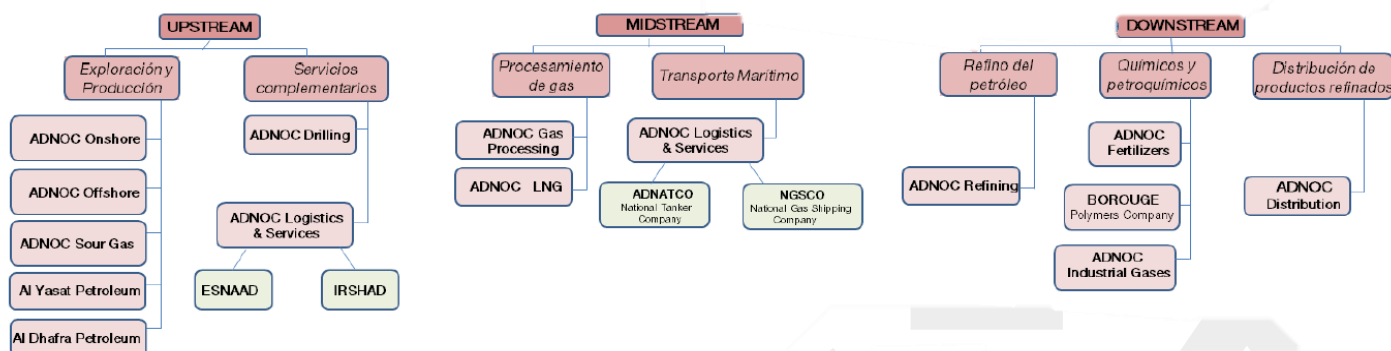 UPSTREAM
Exploración y
Producción
Servicios
complementarios
ADNOC Onshore
ADNOC Offshore
ADNOC Sour Gas
Al Yasat Petroleum
Al Dhafra Petroleum
ADNOC Drilling
ADNOC Logistics
& Services
ESNAAD
IRSHAD
MIDSTREAM
Procesamiento
de gas
Transporte Marítimo
ADNOC Gas
Processing
ADNOC LNG
ADNOC Logistics
& Services
ADNATCO
National Tanker
Company
NGSCO
National Gas Shipping
Company
DOWNSTREAM
Refino del
petróleo
Químicos y
petroquímicos
Distribución de
productos refinados
ADNOC Refining
ADNOC
Fertilizers
BOROUGE
Polymers Company
ADNOC
Industrial Gases
ADNOC
Distribution